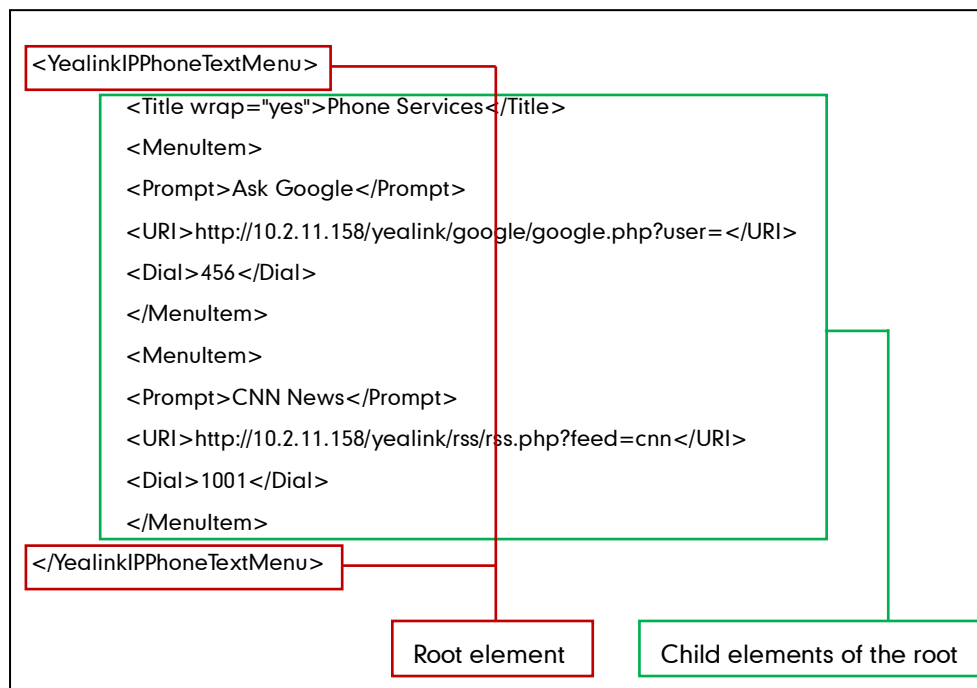 <YealinkIPPhoneTextMenu>
<Title wrap="yes">Phone Services</Title>
<MenuItem>
<Prompt>Ask Google</Prompt>
<URI>http://10.2.11.158/yealink/google/google.php?user=</URI>
<Dial>456</Dial>
</MenuItem>
<MenuItem>
<Prompt>CNN News</Prompt>
<URI>http://10.2.11.158/yealink/rss/rss.php?feed=cnn</URI>
<Dial>1001</Dial>
</MenuItem>
</YealinkIPPhoneTextMenu>
Root element
Child elements of the root